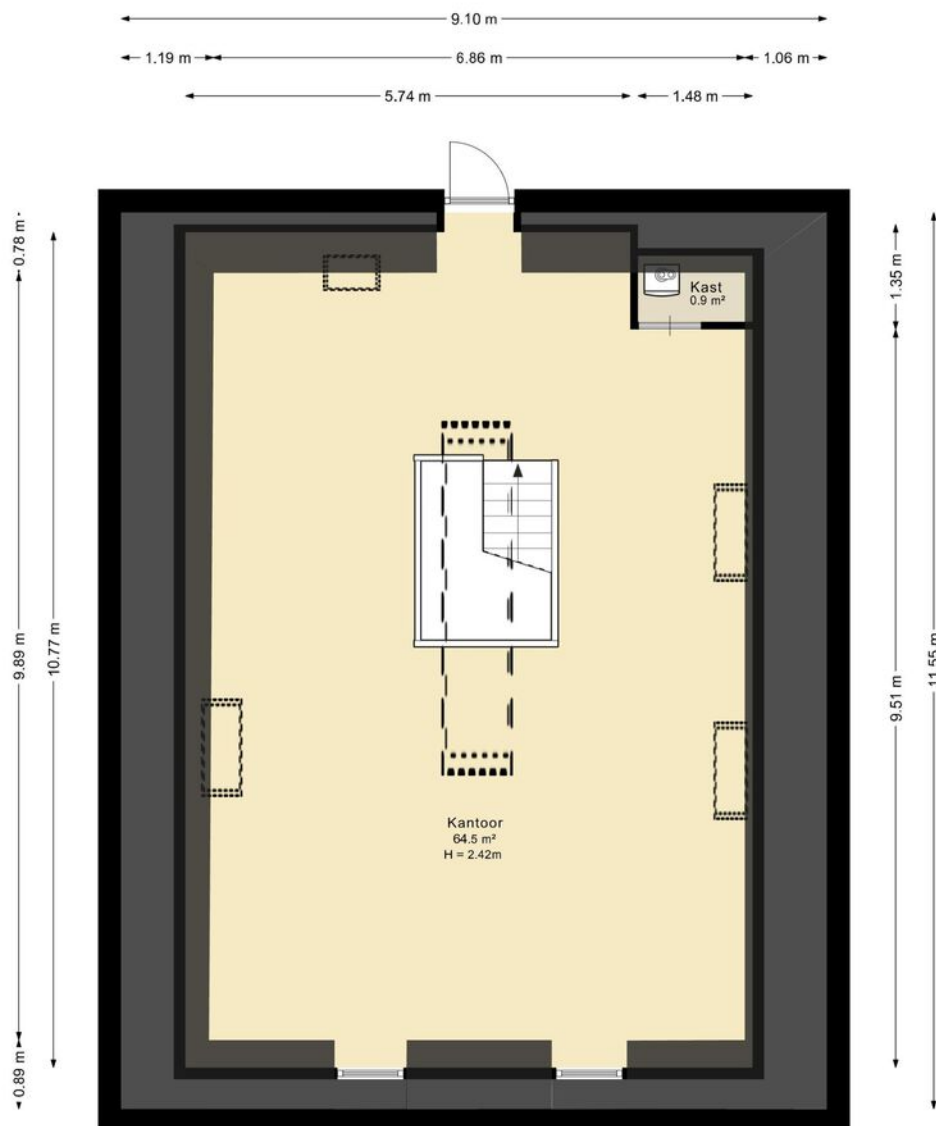 9.10 m
1.19 m
6.86 m
1.06 m
5.74 m
1.48 m
0.78 m
10.77 m
9.89 m
0.89 m
1.35 m
9.51 m
11.55 m
Kast
0.9 m²
Kantoor
64.5 m²
H = 2.42m